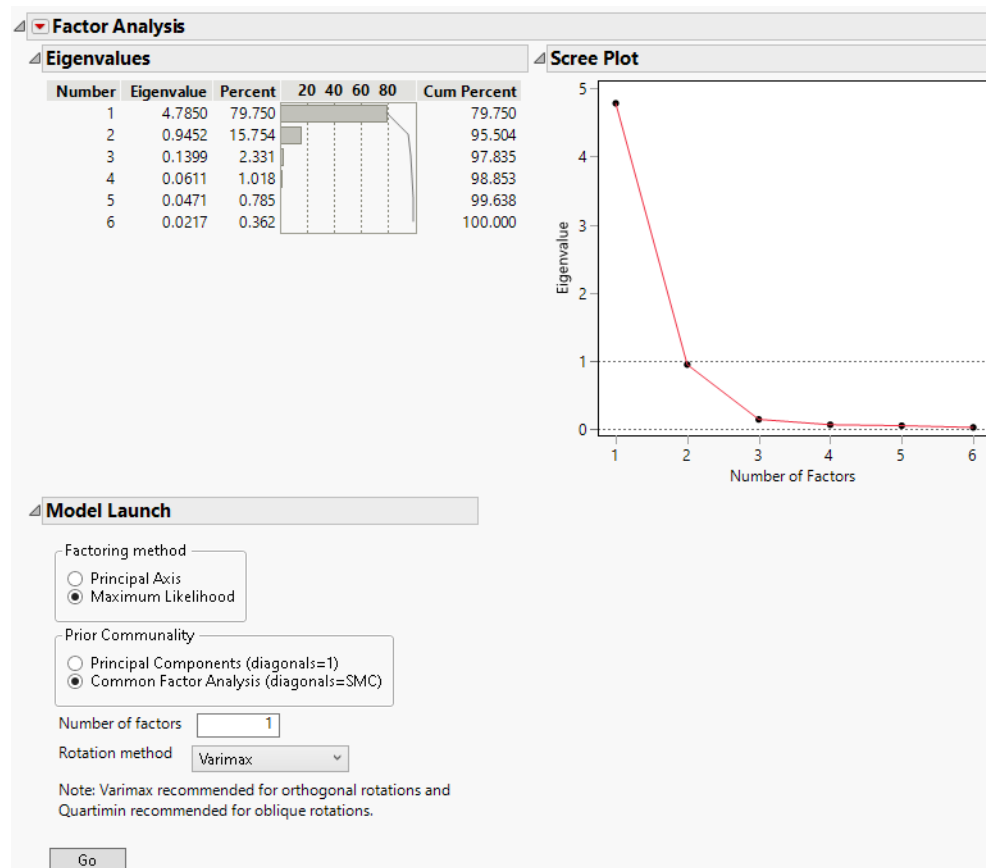 Factor Analysis
Eigenvalues
Number Eigenvalue Percent 20 40 60 80 Cum Percent
1 4.7850 79.750 79.750
2 0.9452 15.754 95.504
3 0.1399 2.331 97.835
4 0.0611 1.018 98.853
5 0.0471 0.785 99.638
6 0.0217 0.362 100.000
Scree Plot
5
4
3
2
1
0
Eigenvalue
1 2 3 4 5 6
Number of Factors
Model Launch
Factoring method
Principal Axis
Maximum Likelihood
Prior Communality
Principal Components (diagonals=1)
Common Factor Analysis (diagonals=SMC)
Number of factors 1
Rotation method Varimax
Note: Varimax recommended for orthogonal rotations and
Quartimin recommended for oblique rotations.
Go